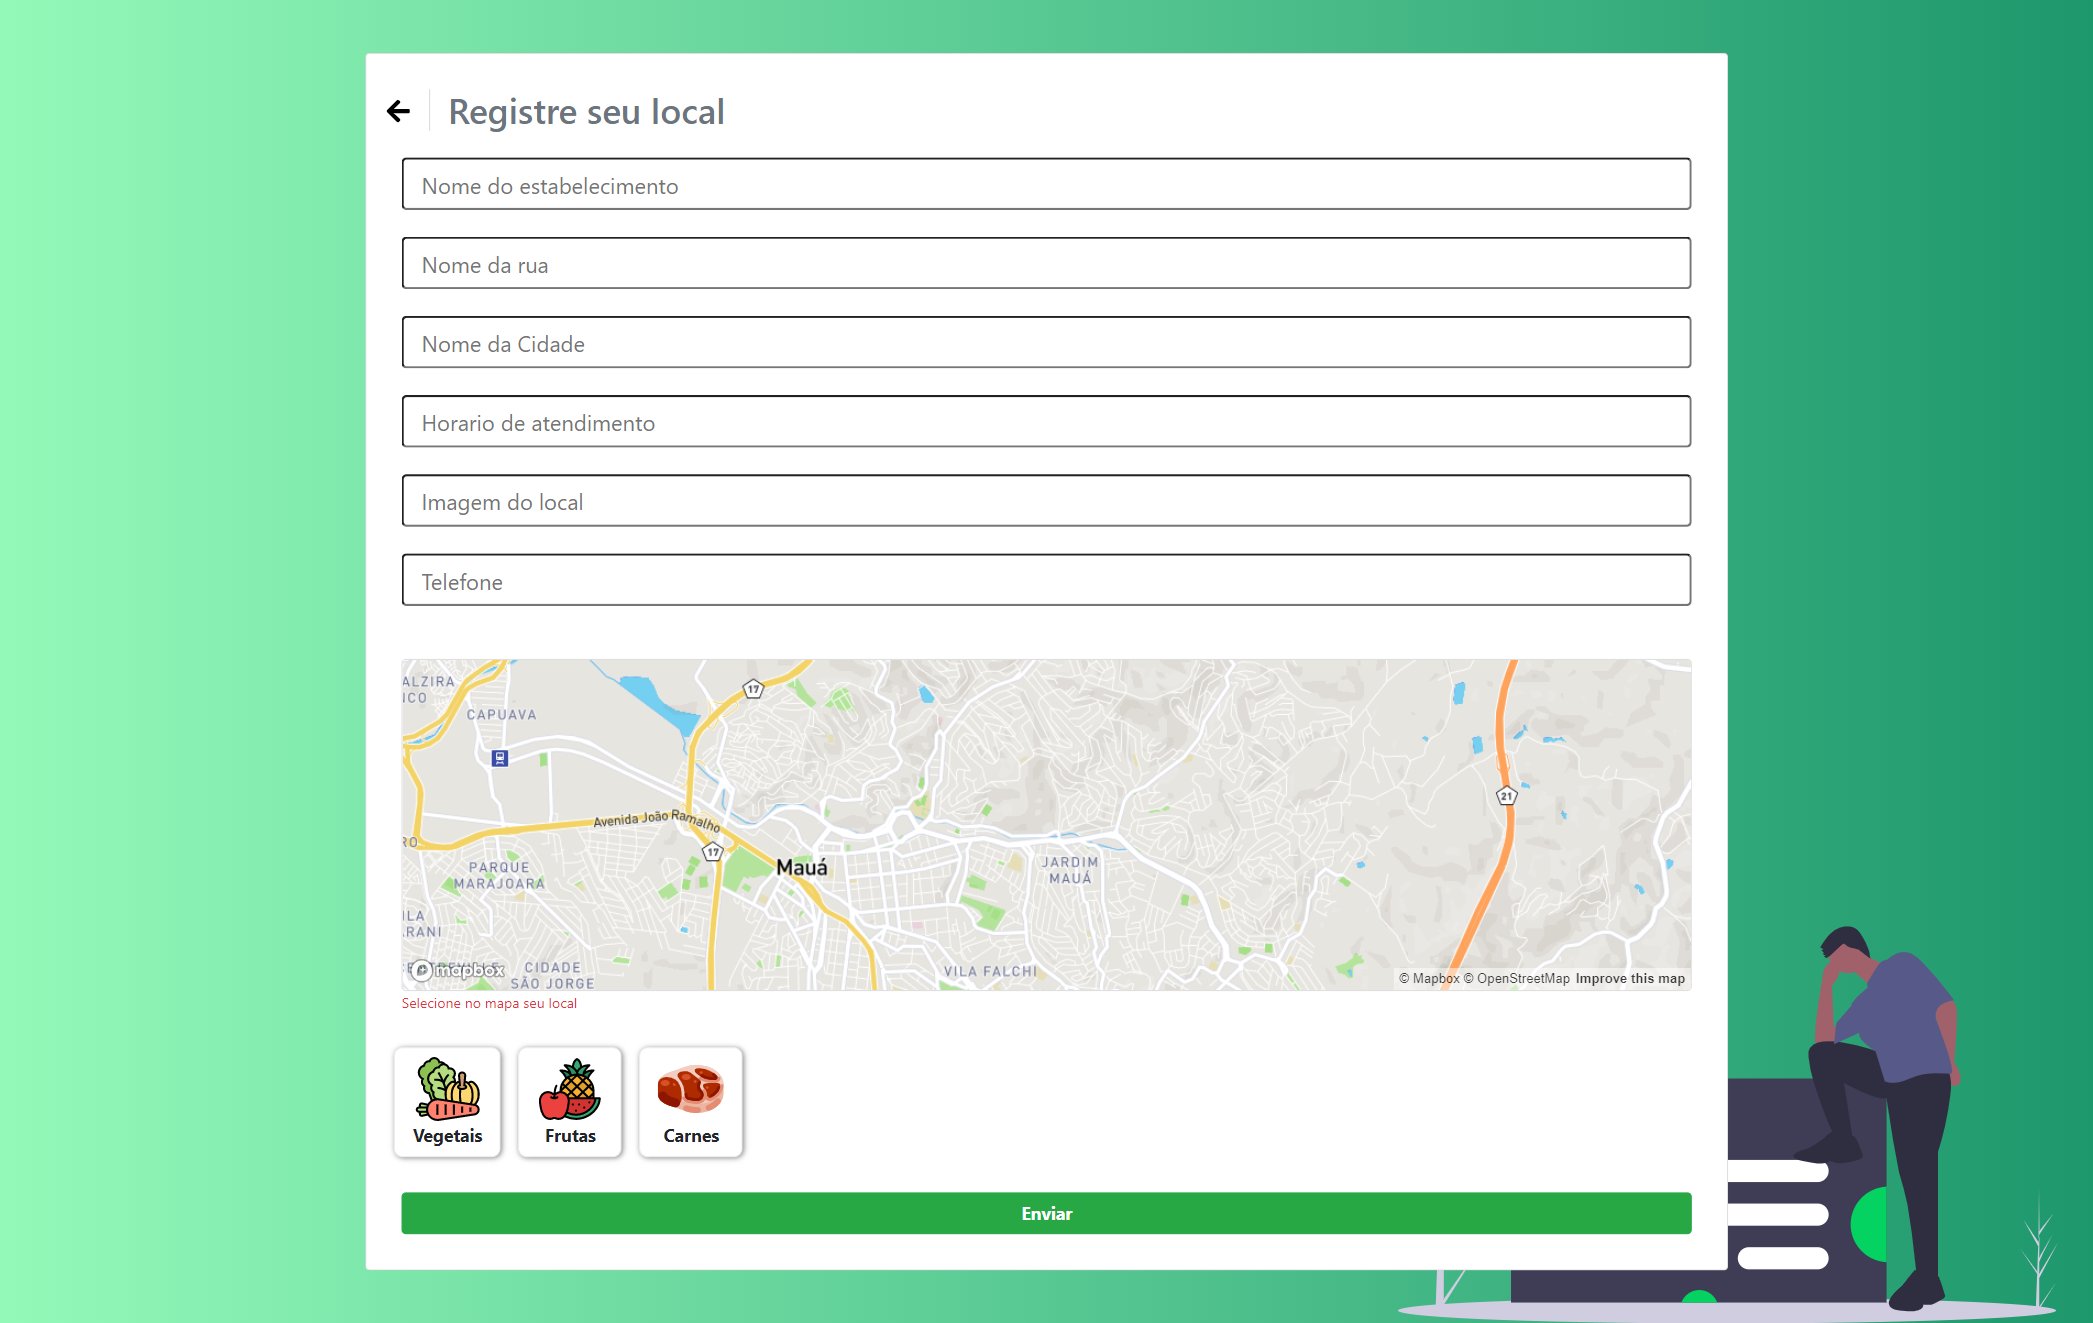 Registre seu local
Nome do estabelecimento
Nome da rua
Nome da Cidade
Horario de atendimento
Imagem do local
Telefone
ALZIRA
ICO
17
CAPUAVA
21
Avenida João Ramalho
RO
17
Mauá
PARQUE
MARAJOARA
JARDIM
MAUÁ
ILA
RANI
mapbox
CIDADE
SÃO JORGE
VILA FALCHI
© Mapbox © OpenStreetMap Improve this map
Selecione no mapa seu local
Vegetais
Frutas
Carnes
Enviar